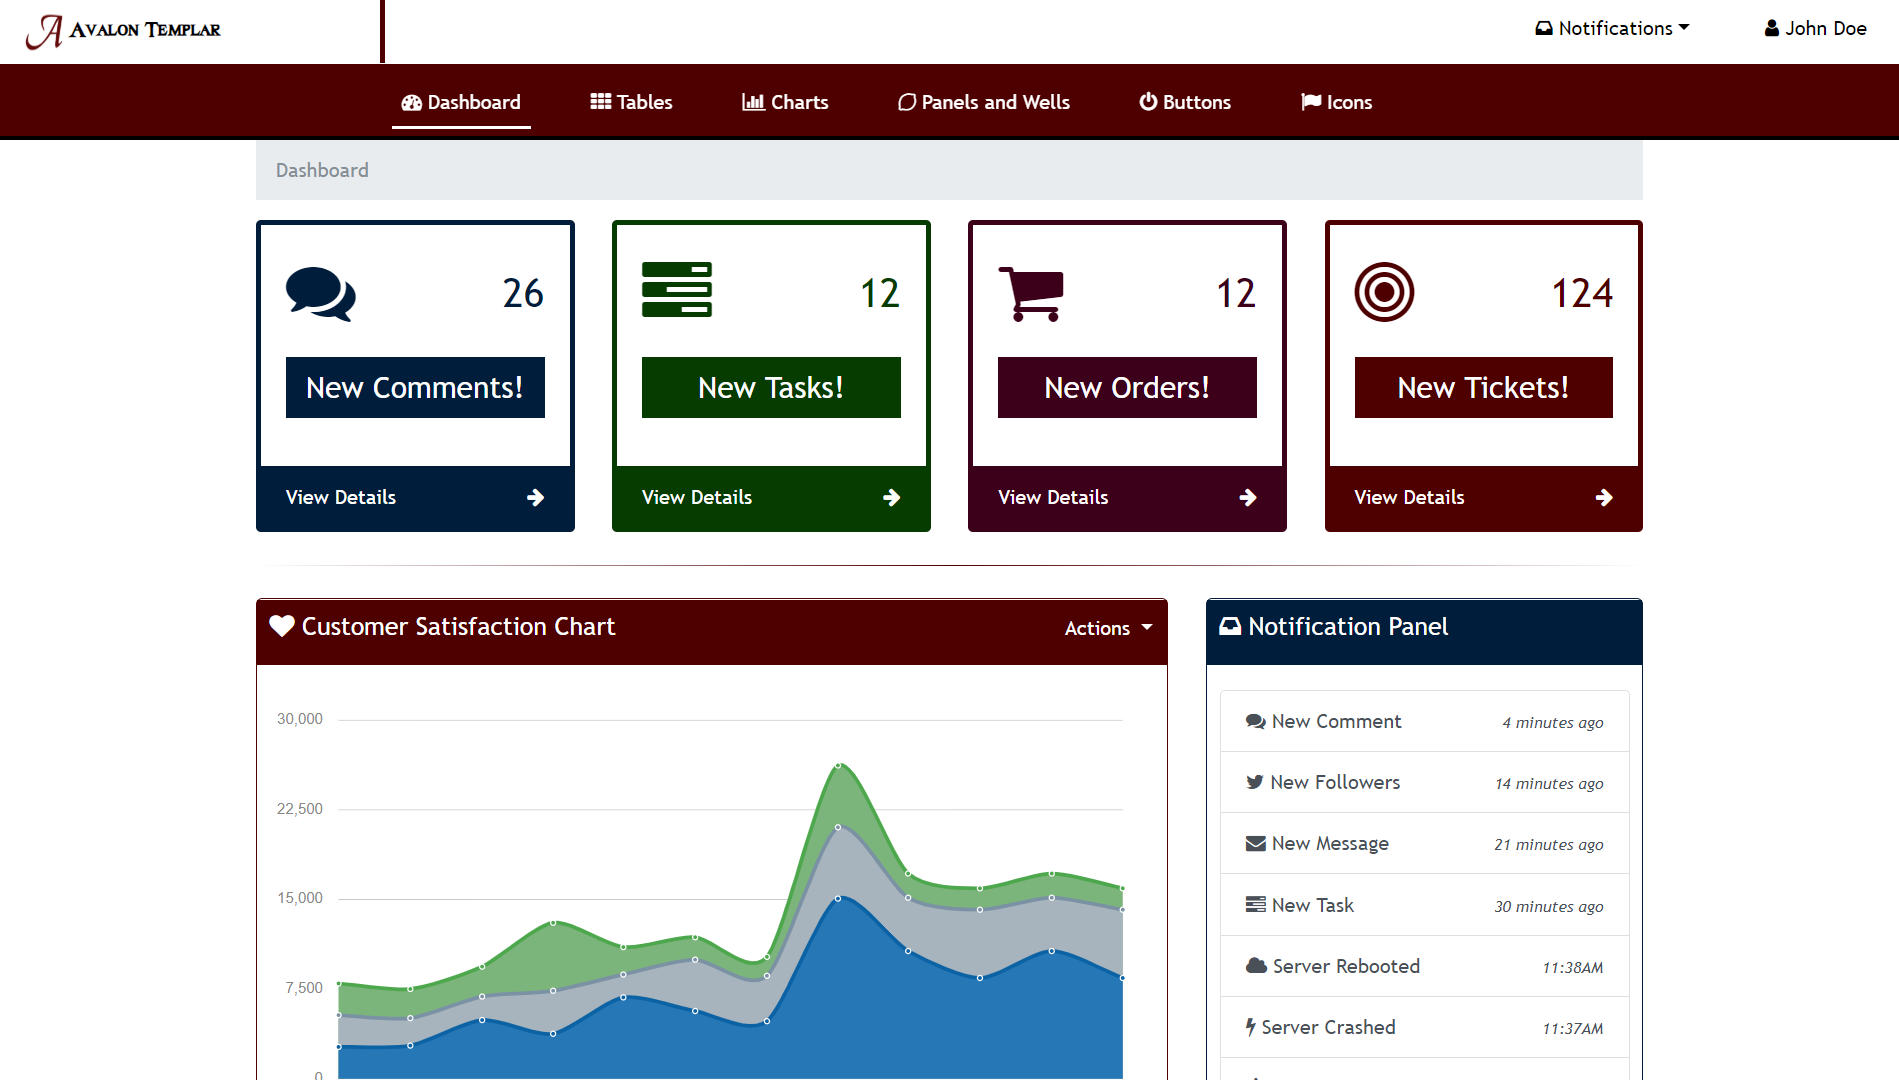 AVALON TEMPLAR
Notifications
John Doe
Dashboard
Tables
Charts
Panels and Wells
Buttons
Icons
Dashboard
26
New Comments!
View Details
12
New Tasks!
View Details
12
New Orders!
View Details
124
New Tickets!
View Details
Customer Satisfaction Chart
Actions
30,000
22,500
15,000
7,500
0
Notification Panel
New Comment 4 minutes ago
New Followers 14 minutes ago
New Message 21 minutes ago
New Task 30 minutes ago
Server Rebooted 11:38AM
Server Crashed 11:37AM